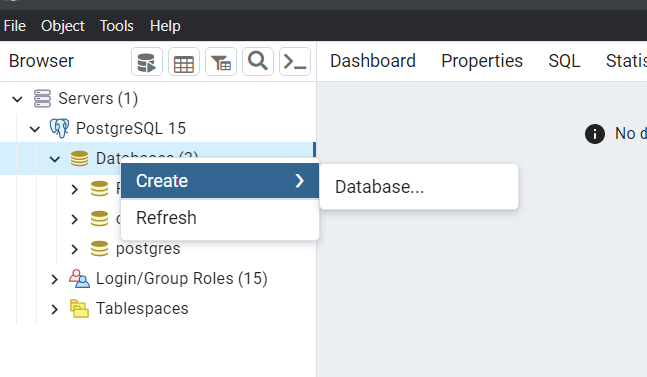 File Object Tools Help
Browser
Dashboard Properties SQL
Servers (1)
PostgreSQL 15
No
Databases (3)
Create
Database...
Refresh
postgres
Login/Group Roles (15)
Tablespaces